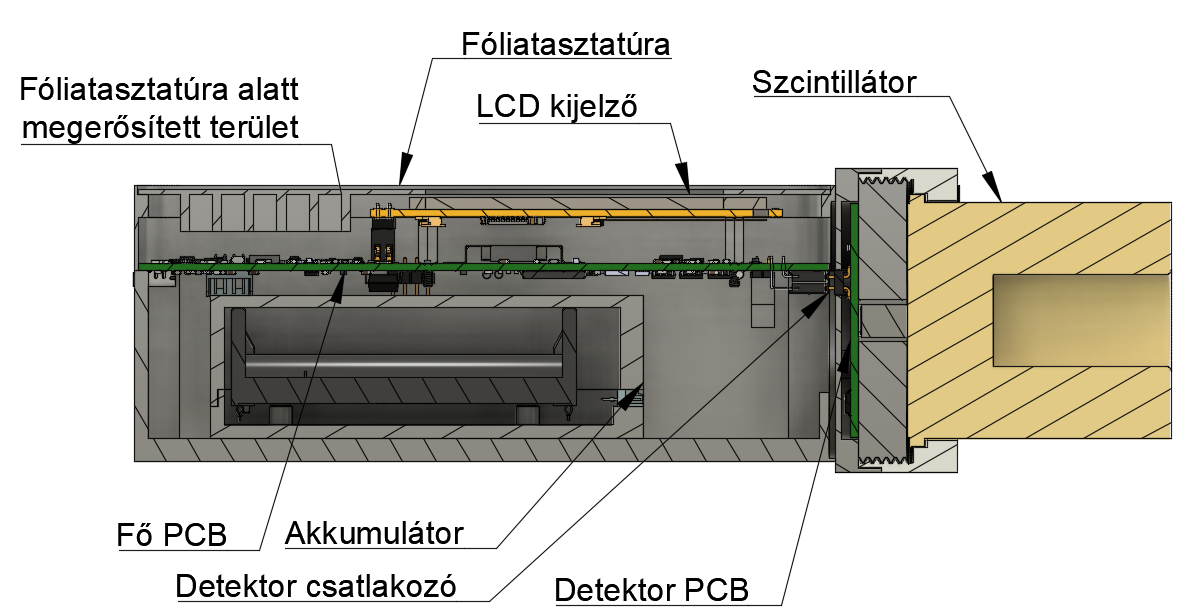 Fóliatasztatúra
Fóliatasztatúra alatt
megerősített terület
LCD kijelző
Szcintillátor
Fő PCB
Akkumulátor
Detektor csatlakozó
Detektor PCB